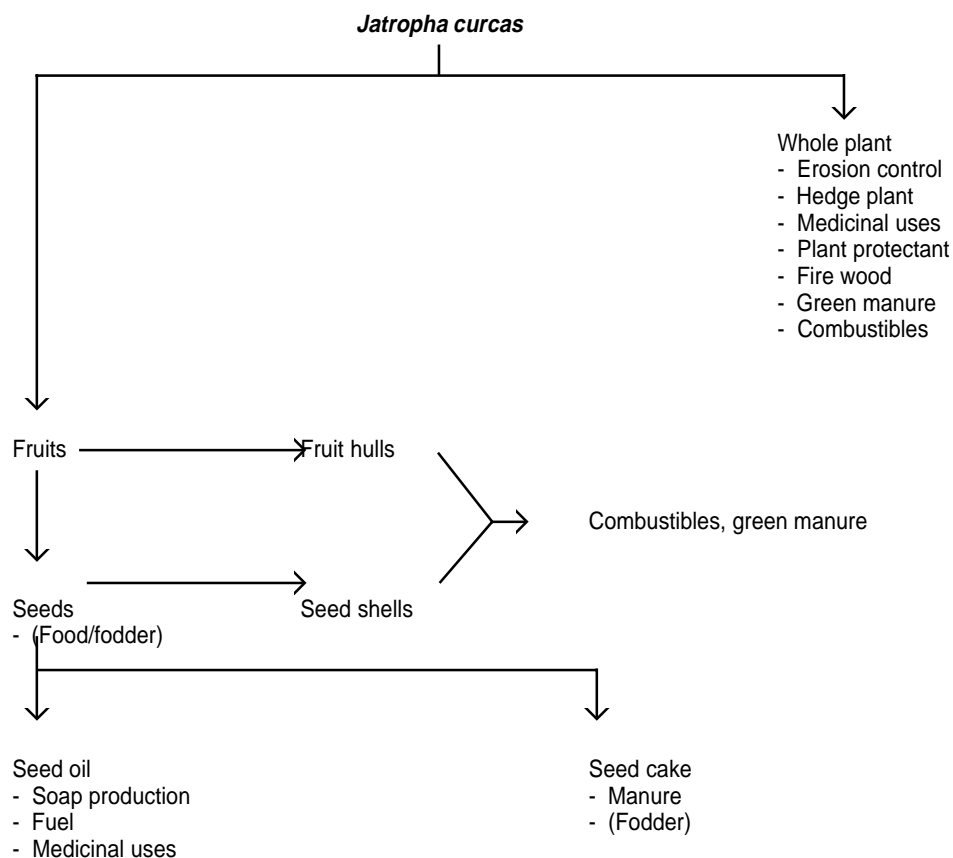 Jatropha curcas
Whole plant
- Erosion control
- Hedge plant
- Medicinal uses
- Plant protectant
- Fire wood
- Green manure
- Combustibles
Fruits
Fruit hulls
Combustibles, green manure
Seeds
- (Food/fodder)
Seed shells
Seed oil
- Soap production
- Fuel
- Medicinal uses
Seed cake
- Manure
- (Fodder)